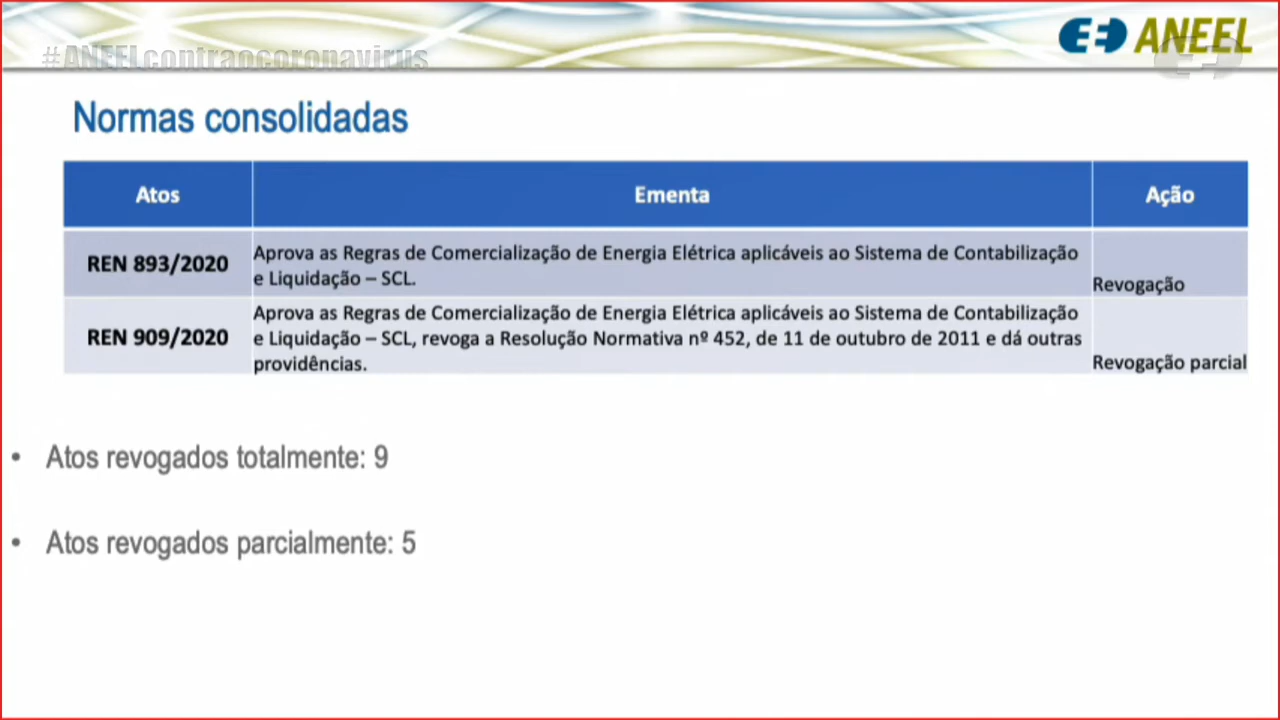 #ANEELcontraocoronavirus
ANEEL
Normas consolidadas
Atos
Ementa
Ação
REN 893/2020
Aprova as Regras de Comercialização de Energia Elétrica aplicáveis ao Sistema de Contabilização
e Liquidação – SCL.
Revogação
REN 909/2020
Aprova as Regras de Comercialização de Energia Elétrica aplicáveis ao Sistema de Contabilização
e Liquidação – SCL, revoga a Resolução Normativa nº 452, de 11 de outubro de 2011 e dá outras
providências.
Revogação parcial
• Atos revogados totalmente: 9
• Atos revogados parcialmente: 5